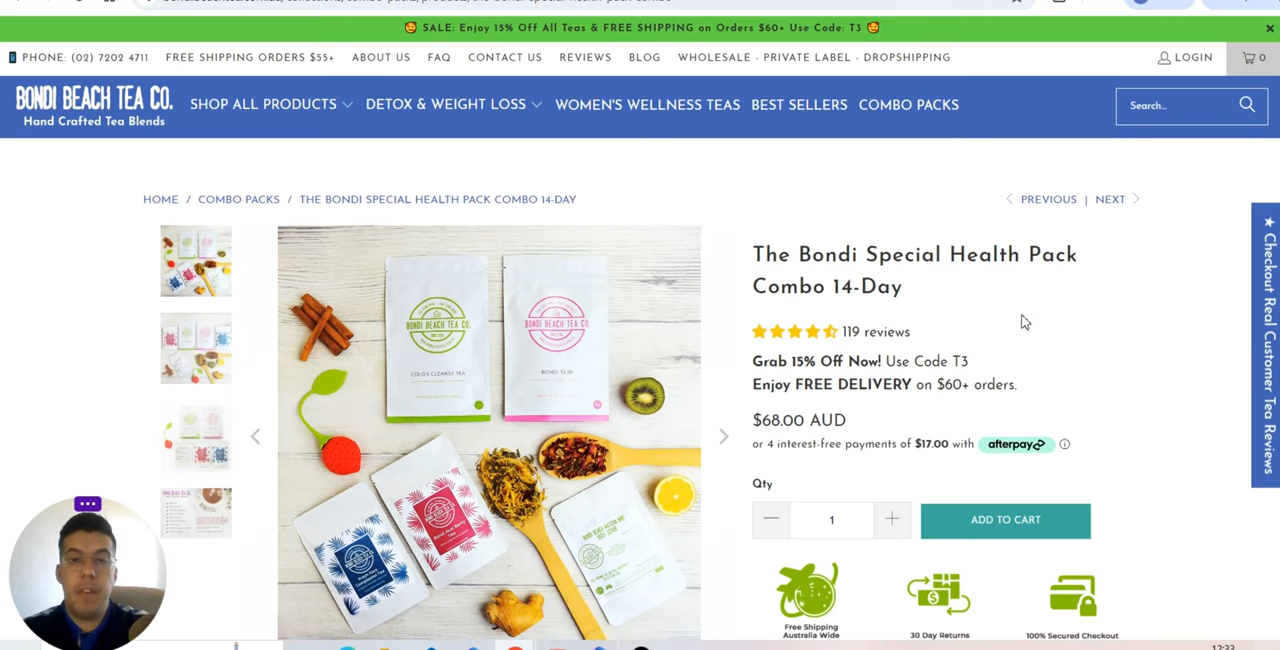 🤩 SALE: Enjoy 15% Off All Teas & FREE SHIPPING on Orders $60+ Use Code: T3 🤩
PHONE: (02) 7202 4711 FREE SHIPPING ORDERS $55+ ABOUT US FAQ CONTACT US REVIEWS BLOG WHOLESALE - PRIVATE LABEL - DROPSHIPPING LOGIN 0
BONDI BEACH TEA CO.
Hand Crafted Tea Blends
SHOP ALL PRODUCTS DETOX & WEIGHT LOSS WOMEN'S WELLNESS TEAS BEST SELLERS COMBO PACKS
Search...
HOME / COMBO PACKS / THE BONDI SPECIAL HEALTH PACK COMBO 14-DAY
PREVIOUS | NEXT
The Bondi Special Health Pack
Combo 14-Day
119 reviews
Grab 15% Off Now! Use Code T3
Enjoy FREE DELIVERY on $60+ orders.
$68.00 AUD
or 4 interest-free payments of $17.00 with afterpay
Qty
1
ADD TO CART
Free Shipping
Australia Wide
30 Day Returns
100% Secured Checkout
★ Checkout Real Customer Tea Reviews
BONDI BEACH TEA CO.
COLON CLEANSE TEA
BONDI BEACH TEA CO.
BONDI SLIM
Bondi Acai Berry
Tea
12:33